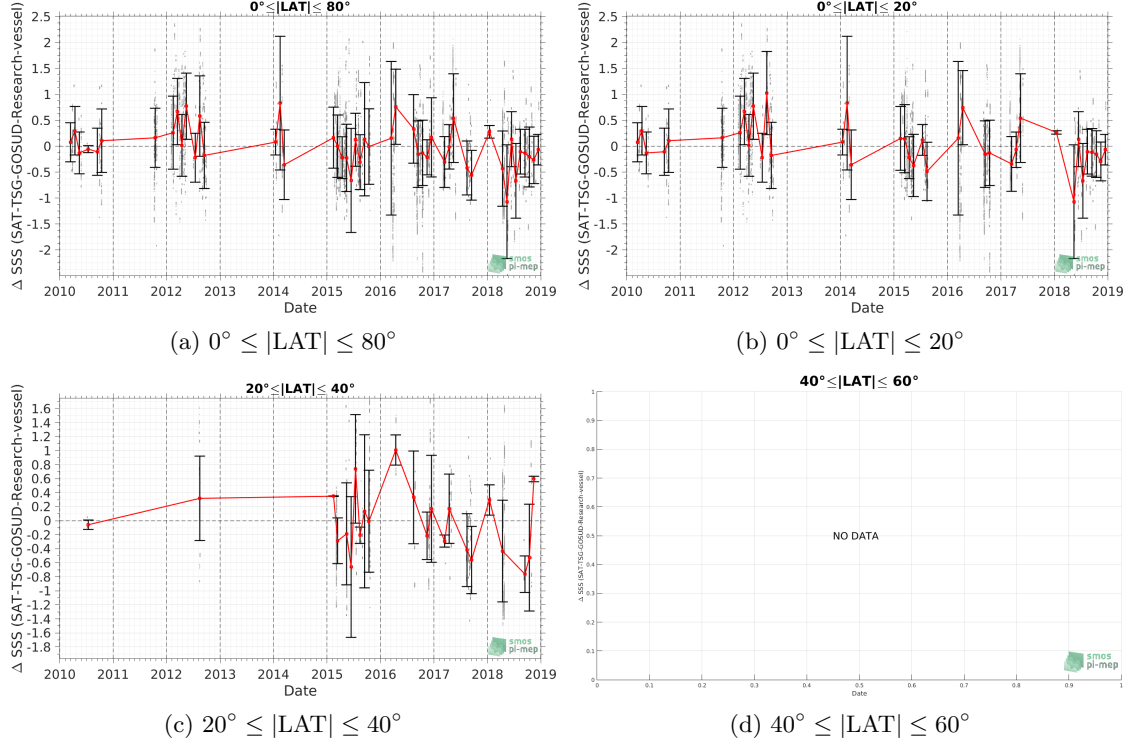 0°≤|LAT|≤ 80°
Δ SSS (SAT-TSG-GOSUD-Research-vessel)
2.5
2
1.5
1
0.5
0
-0.5
-1
-1.5
-2
smos
pi-mep
2010 2011 2012 2013 2014 2015 2016 2017 2018 2019
Date
(a) 0° ≤ |LAT| ≤ 80°
0°≤|LAT|≤ 20°
Δ SSS (SAT-TSG-GOSUD-Research-vessel)
2.5
2
1.5
1
0.5
0
-0.5
-1
-1.5
-2
smos
pi-mep
2010 2011 2012 2013 2014 2015 2016 2017 2018 2019
Date
(b) 0° ≤ |LAT| ≤ 20°
20°≤|LAT|≤ 40°
Δ SSS (SAT-TSG-GOSUD-Research-vessel)
1.6
1.2
1
0.8
0.4
0
-0.2
-0.4
-0.6
-0.8
-1
-1.2
-1.4
-1.6
-1.8
smos
pi-mep
2010 2011 2012 2013 2014 2015 2016 2017 2018 2019
Date
(c) 20° ≤ |LAT| ≤ 40°
40°≤|LAT|≤ 60°
Δ SSS (SAT-TSG-GOSUD-Research-vessel)
1
0.9
0.8
0.7
0.6
0.5
0.4
0.3
0.2
0.1
0
NO DATA
smos
pi-mep
0 0.1 0.2 0.3 0.4 0.5 0.6 0.7 0.8 0.9 1
Date
(d) 40° ≤ |LAT| ≤ 60°